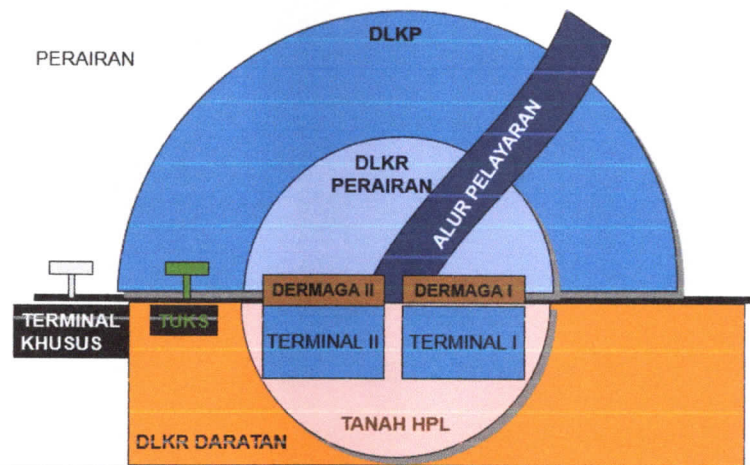 DLKP
PERAIRAN
DLKR
PERAIRAN
ALUR PELAYARAN
DERMAGA II
DERMAGA I
TERMINAL
KHUSUS
TUKS
TERMINAL II
TERMINAL I
TANAH HPL
DLKR DARATAN